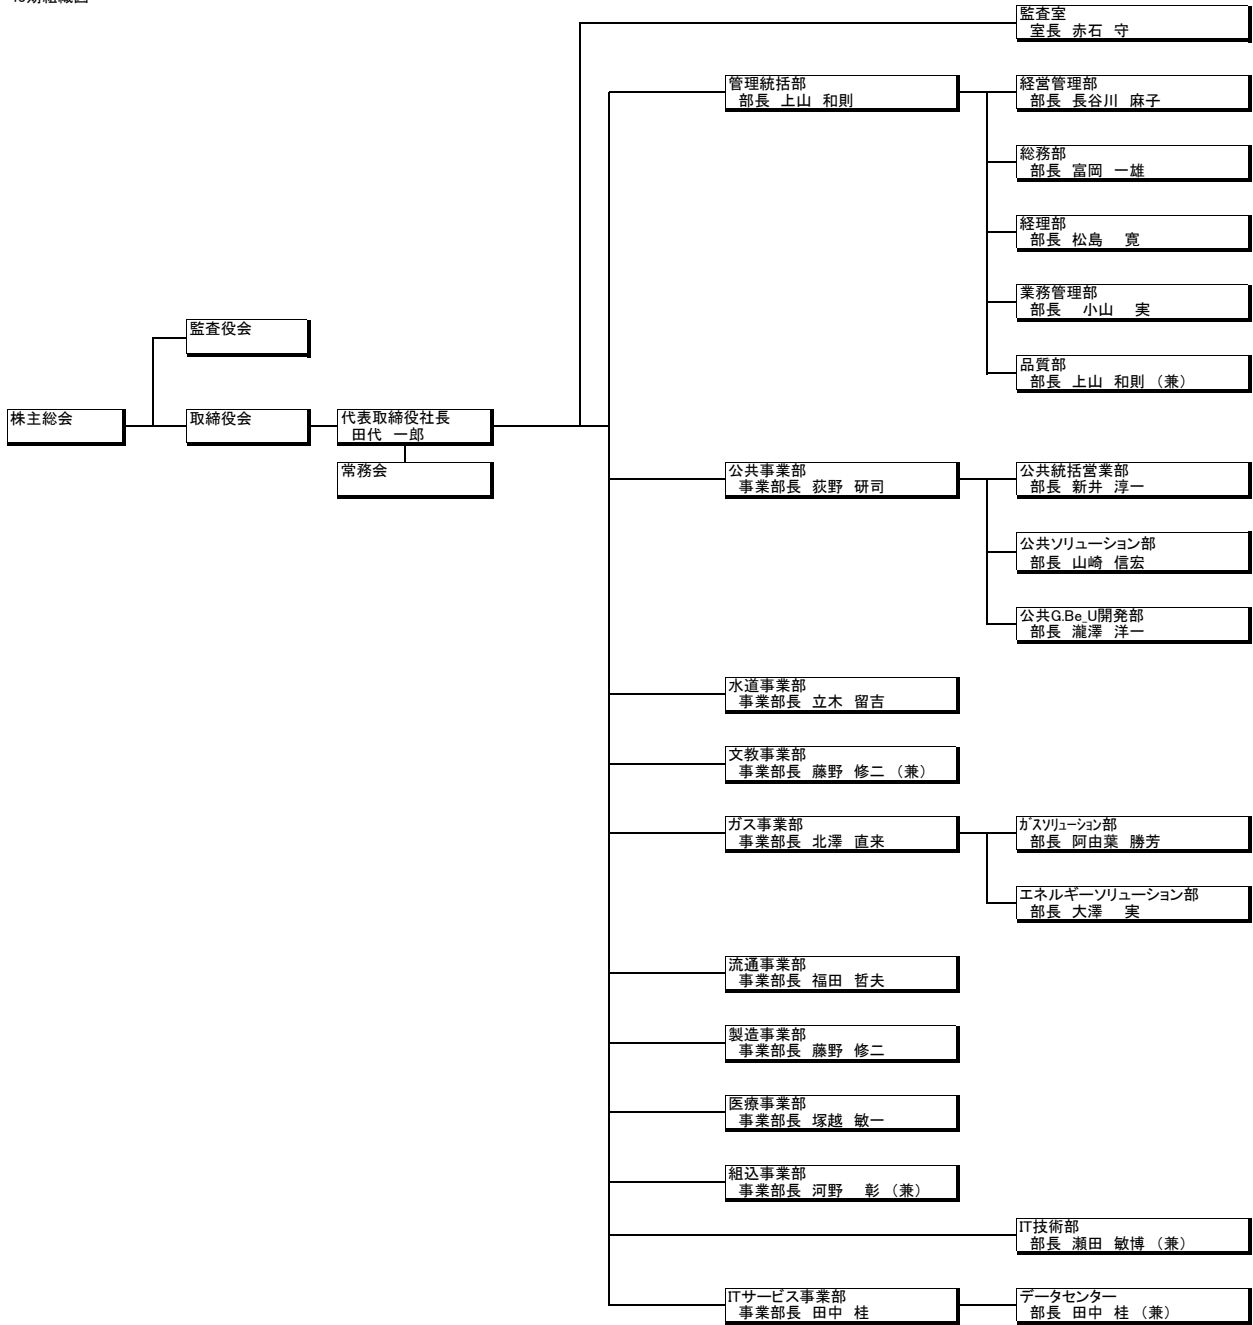 監査室
室長 赤石 守
管理統括部
部長 上山 和則
経営管理部
部長 長谷川 麻子
総務部
部長 富岡 一雄
経理部
部長 松島 寛
業務管理部
部長 小山 実
品質部
部長 上山 和則 （兼）
監査役会
株主総会
取締役会
代表取締役社長
田代 一郎
常務会
公共事業部
事業部長 荻野 研司
公共統括営業部
部長 新井 淳一
公共ソリューション部
部長 山崎 信宏
公共G.Be_U開発部
部長 瀧澤 洋一
水道事業部
事業部長 立木 留吉
文教事業部
事業部長 藤野 修二 （兼）
ガス事業部
事業部長 北澤 直来
ｶﾞｽｿﾘｭｰｼｮﾝ部
部長 阿由葉 勝芳
エネルギーソリューション部
部長 大澤 実
流通事業部
事業部長 福田 哲夫
製造事業部
事業部長 藤野 修二
医療事業部
事業部長 塚越 敏一
組込事業部
事業部長 河野 彰 （兼）
IT技術部
部長 瀬田 敏博 （兼）
ITサービス事業部
事業部長 田中 桂
データセンター
部長 田中 桂 （兼）